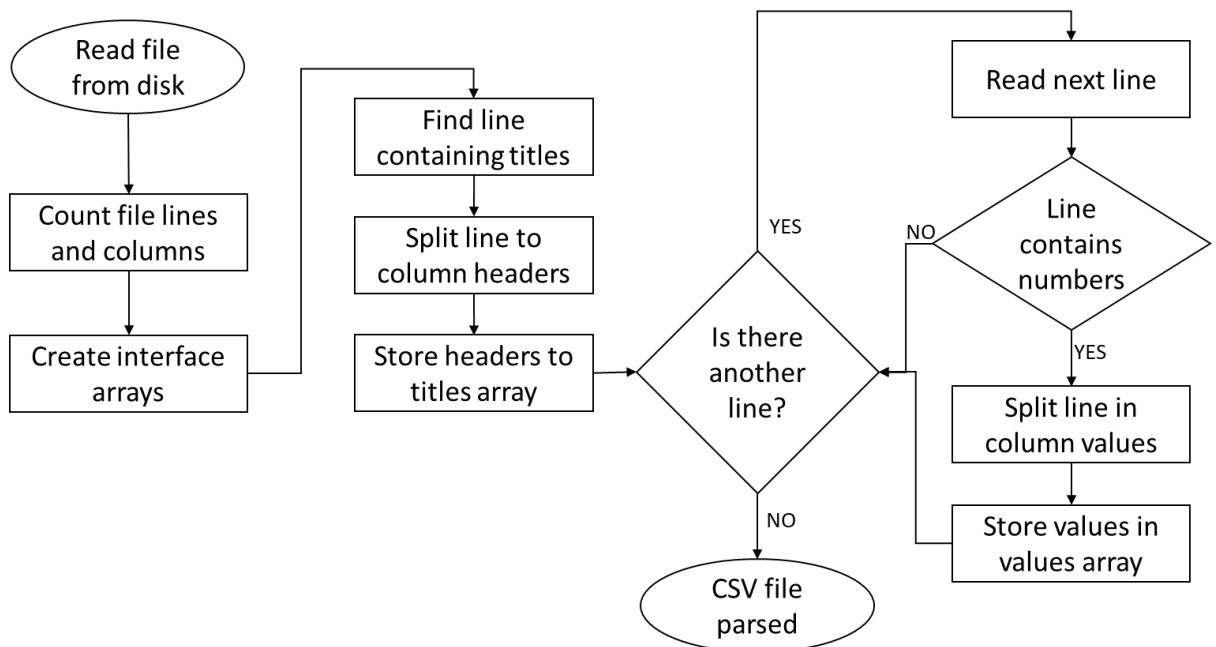 Read file
from disk
Count file lines
and columns
Create interface
arrays
Find line
containing titles
Split line to
column headers
Store headers to
titles array
Is there
another
line?
YES
NO
CSV file
parsed
Read next line
Line
contains
numbers
NO
YES
Split line in
column values
Store values in
values array